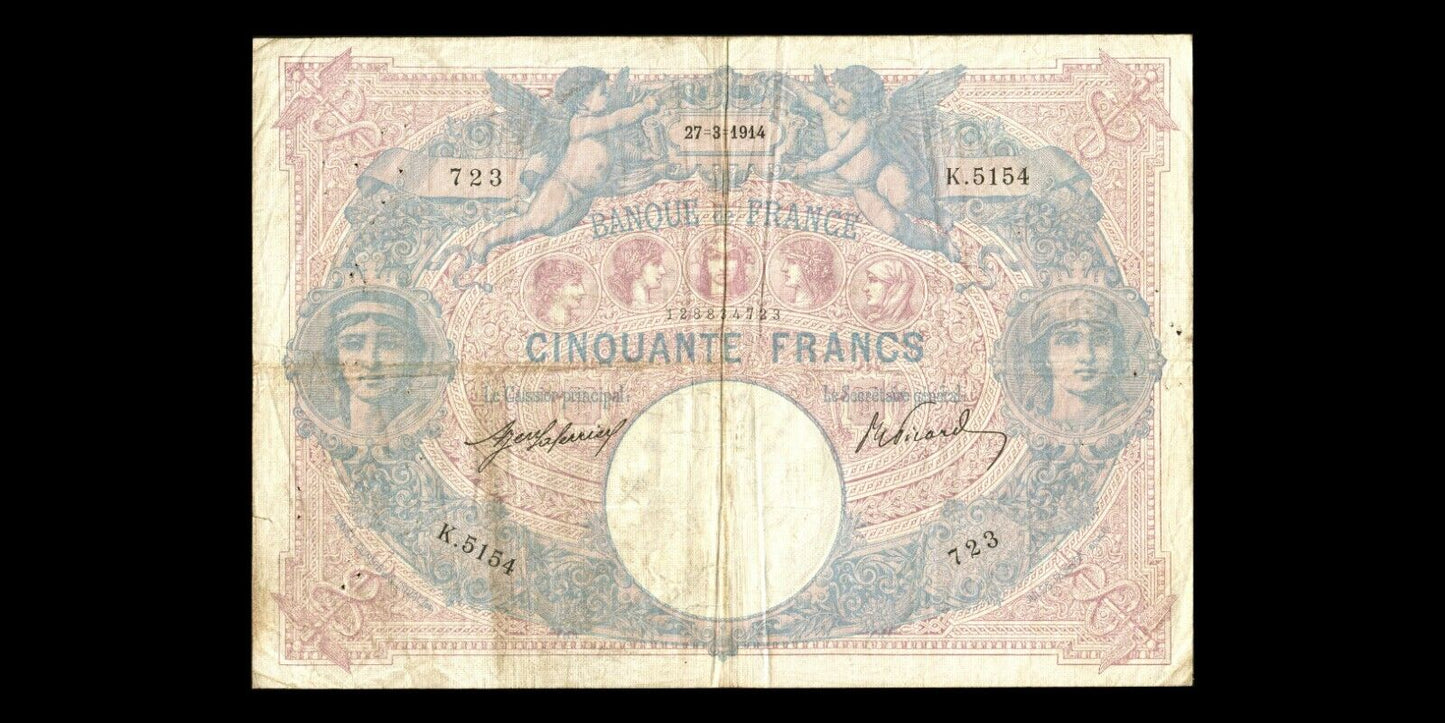 27=3=1914
723
K.5154
BANQUE DE FRANCE
128834723
CINQUANTE FRANCS
Le Caissier principal:
Le Secrétaire général:
Picard
K.5154
723